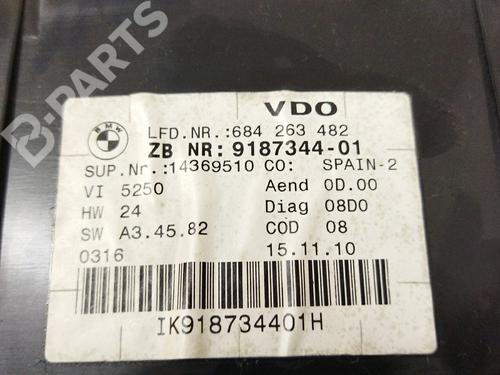 B-PARTS
VDO
BMW
LFD.NR.:684 263 482
ZB NR:9187344-01
SUP.Nr.:14369510 CO: SPAIN-2
VI 5250 Aend 0D.00
HW 24 Diag 08D0
SW A3.45.82 COD 08
0316 15.11.10
IK918734401H